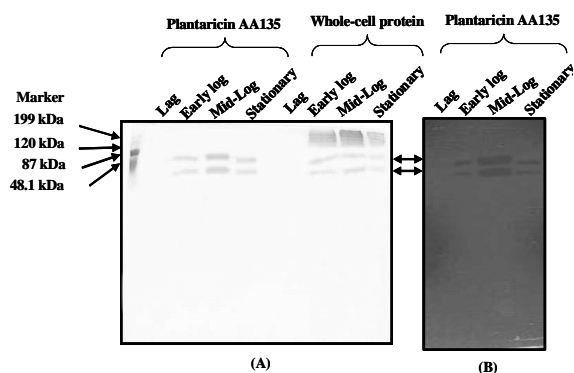 Plantaricin AA135 Whole-cell protein Plantaricin AA135
Lag Early log Mid-Log Stationary Lag Early log Mid-Log Stationary Lag Early log Mid-Log Stationary
Marker
199 kDa
120 kDa
87 kDa
48.1 kDa
(A) (B)